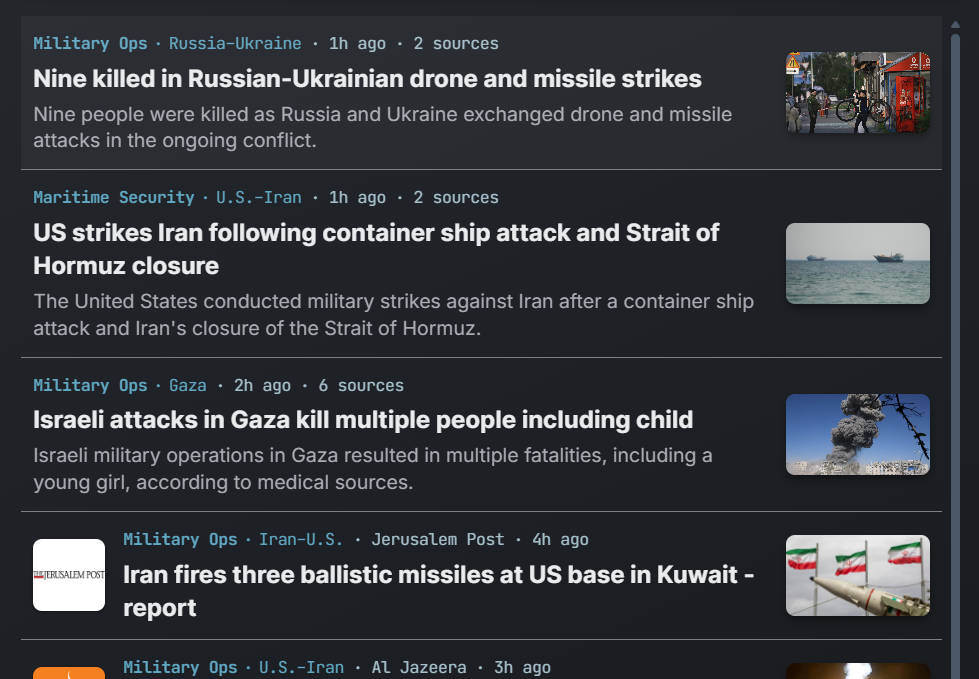 Military Ops · Russia-Ukraine · 1h ago · 2 sources
Nine killed in Russian-Ukrainian drone and missile strikes
Nine people were killed as Russia and Ukraine exchanged drone and missile
attacks in the ongoing conflict.
Maritime Security · U.S.-Iran · 1h ago · 2 sources
US strikes Iran following container ship attack and Strait of
Hormuz closure
The United States conducted military strikes against Iran after a container ship
attack and Iran's closure of the Strait of Hormuz.
Military Ops · Gaza · 2h ago · 6 sources
Israeli attacks in Gaza kill multiple people including child
Israeli military operations in Gaza resulted in multiple fatalities, including a
young girl, according to medical sources.
Military Ops · Iran-U.S. · Jerusalem Post · 4h ago
THE JERUSALEM POST
Iran fires three ballistic missiles at US base in Kuwait -
report
Military Ops · U.S.-Iran · Al Jazeera · 3h ago